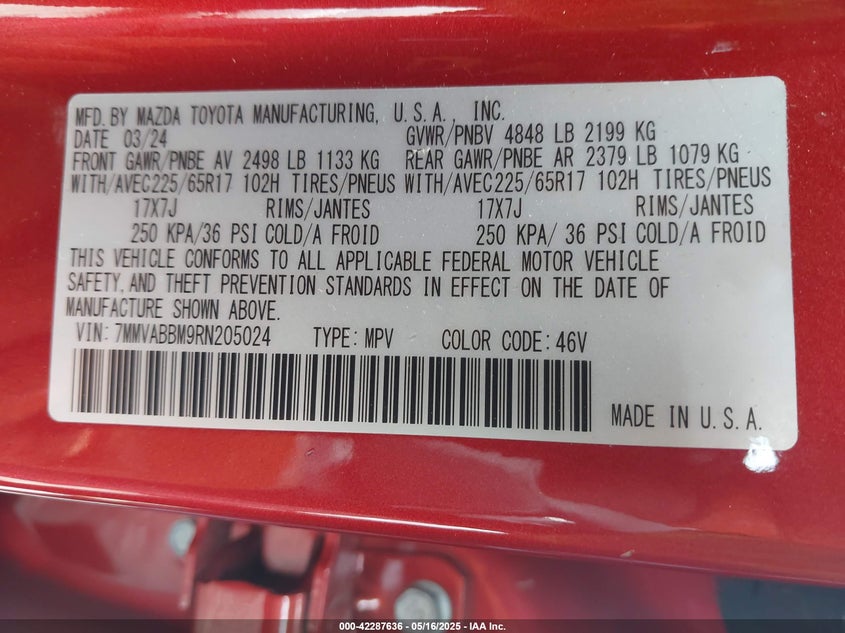 MFD. BY MAZDA TOYOTA MANUFACTURING, U.S.A., INC.
DATE 03/24 GVWR/PNBV 4848 LB 2199 KG
FRONT GAWR/PNBE AV 2498 LB 1133 KG REAR GAWR/PNBE AR 2379 LB 1079 KG
WITH/AVEC225/65R17 102H TIRES/PNEUS WITH/AVEC225/65R17 102H TIRES/PNEUS
17X7J RIMS/JANTES 17X7J RIMS/JANTES
250 KPA/36 PSI COLD/A FROID 250 KPA/ 36 PSI COLD/A FROID
THIS VEHICLE CONFORMS TO ALL APPLICABLE FEDERAL MOTOR VEHICLE
SAFETY, AND THEFT PREVENTION STANDARDS IN EFFECT ON THE DATE OF
MANUFACTURE SHOWN ABOVE.
VIN: 7MMVABBM9RN205024 TYPE: MPV COLOR CODE: 46V
MADE IN U.S.A.
000-42287636 - 05/16/2025 - © IAA Inc.